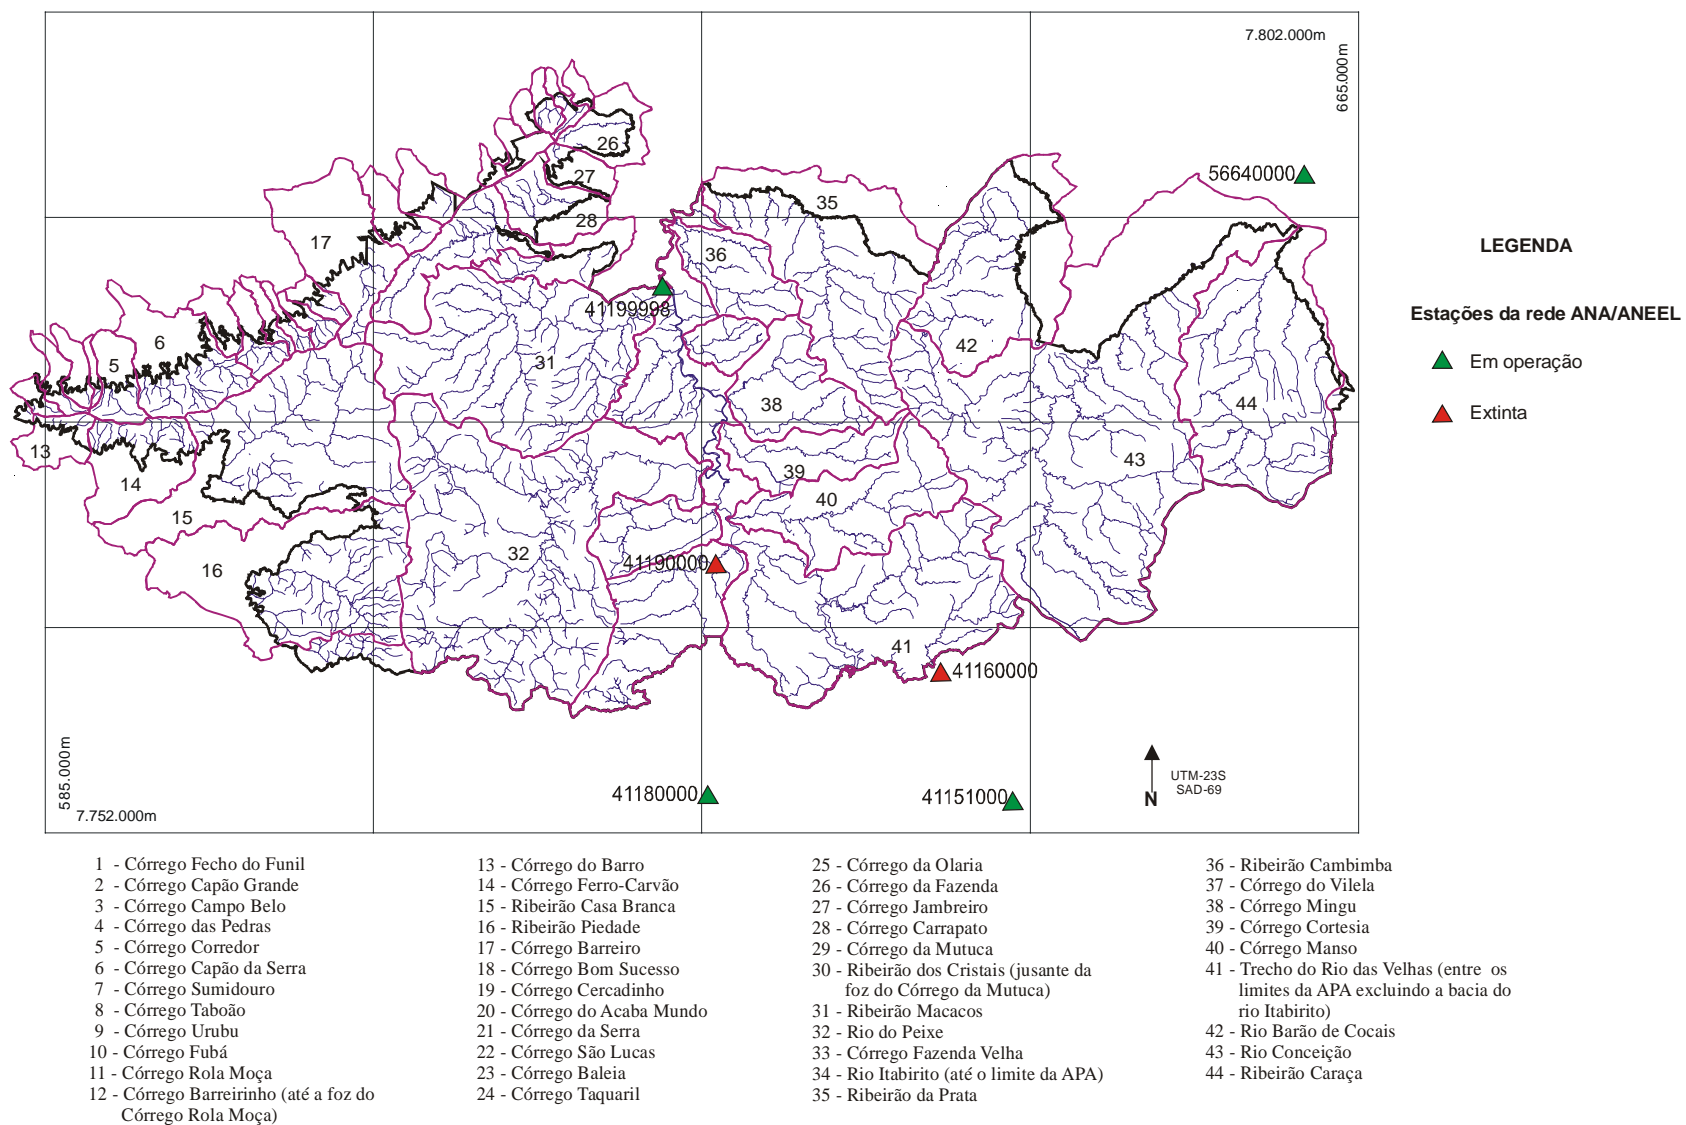 7.802.000m
665.000m
26
56640000
27
35
28
17
36
41199998
6
42
31
5
38
44
13
43
39
14
40
15
32
41190000
16
41
41160000
585.000m
41180000
41151000
7.752.000m
N
UTM-23S
SAD-69
LEGENDA
Estações da rede ANA/ANEEL
Em operação
Extinta
1 - Córrego Fecho do Funil
2 - Córrego Capão Grande
3 - Córrego Campo Belo
4 - Córrego das Pedras
5 - Córrego Corredor
6 - Córrego Capão da Serra
7 - Córrego Sumidouro
8 - Córrego Taboão
9 - Córrego Urubu
10 - Córrego Fubá
11 - Córrego Rola Moça
12 - Córrego Barreirinho (até a foz do
Córrego Rola Moça)
13 - Córrego do Barro
14 - Córrego Ferro-Carvão
15 - Ribeirão Casa Branca
16 - Ribeirão Piedade
17 - Córrego Barreiro
18 - Córrego Bom Sucesso
19 - Córrego Cercadinho
20 - Córrego do Acaba Mundo
21 - Córrego da Serra
22 - Córrego São Lucas
23 - Córrego Baleia
24 - Córrego Taquaril
25 - Córrego da Olaria
26 - Córrego da Fazenda
27 - Córrego Jambreiro
28 - Córrego Carrapato
29 - Córrego da Mutuca
30 - Ribeirão dos Cristais (jusante da
foz do Córrego da Mutuca)
31 - Ribeirão Macacos
32 - Rio do Peixe
33 - Córrego Fazenda Velha
34 - Rio Itabirito (até o limite da APA)
35 - Ribeirão da Prata
36 - Ribeirão Cambimba
37 - Córrego do Vilela
38 - Córrego Mingu
39 - Córrego Cortesia
40 - Córrego Manso
41 - Trecho do Rio das Velhas (entre os
limites da APA excluindo a bacia do
rio Itabirito)
42 - Rio Barão de Cocais
43 - Rio Conceição
44 - Ribeirão Caraça